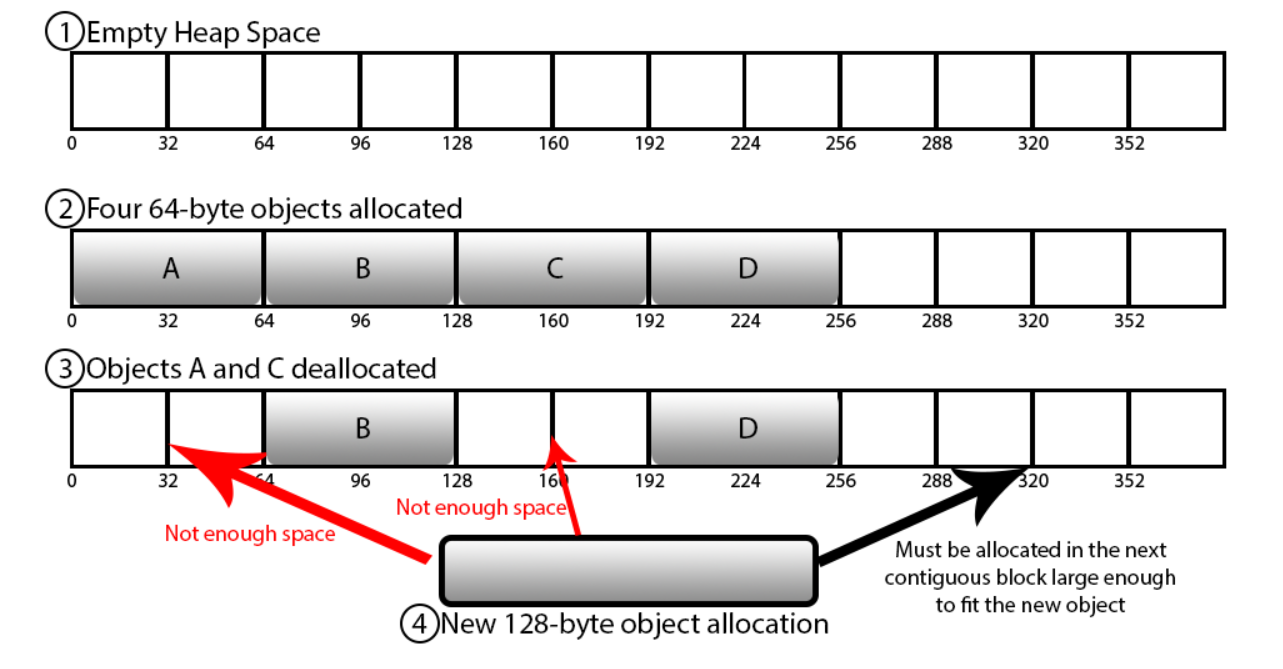 1 Empty Heap Space
0 32 64 96 128 160 192 224 256 288 320 352
2 Four 64-byte objects allocated
A B C D
0 32 64 96 128 160 192 224 256 288 320 352
3 Objects A and C deallocated
B D
0 32 64 96 128 160 192 224 256 288 320 352
Not enough space
Not enough space
Must be allocated in the next
contiguous block large enough
to fit the new object
4 New 128-byte object allocation